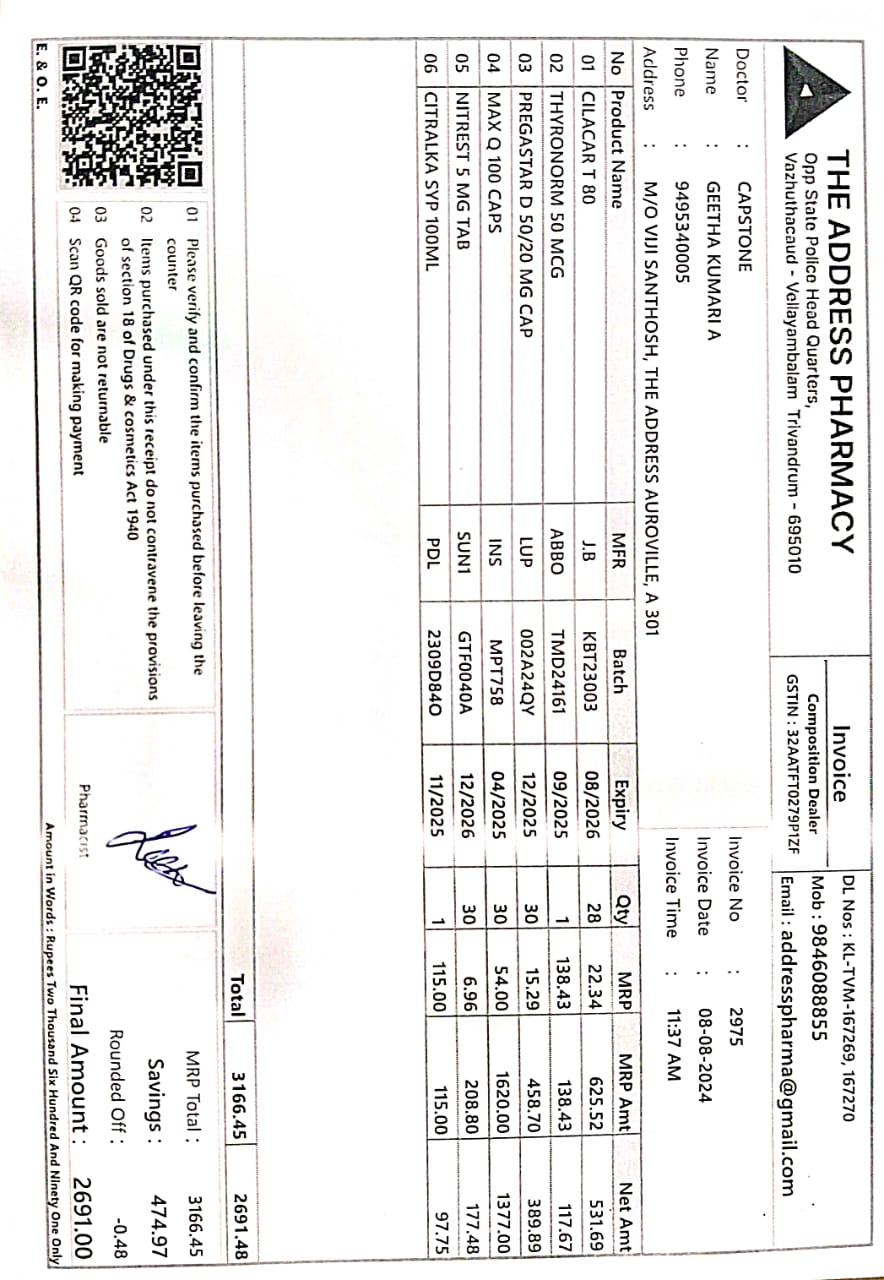 THE ADDRESS PHARMACY
Opp State Police Head Quarters,
Vazhuthacaud - Vellayambalam Trivandrum - 695010
Invoice
Composition Dealer
GSTIN : 32AATFT0279P1ZF
DL Nos : KL-TVM-167269, 167270
Mob : 9846088855
Email : addresspharma@gmail.com
Doctor : CAPSTONE
Name : GEETHA KUMARI A
Phone : 9495340005
Address : M/O VIJI SANTHOSH, THE ADDRESS AUROVILLE, A 301
Invoice No : 2975
Invoice Date : 08-08-2024
Invoice Time : 11:37 AM
No Product Name MFR Batch Expiry Qty MRP MRP Amt Net Amt
01 CILACAR T 80 J.B KBT23003 08/2026 28 22.34 625.52 531.69
02 THYRONORM 50 MCG ABBO TMD24161 09/2025 1 138.43 138.43 117.67
03 PREGASTAR D 50/20 MG CAP LUP 002A24QY 12/2025 30 15.29 458.70 389.89
04 MAX Q 100 CAPS INS MPT758 04/2025 30 54.00 1620.00 1377.00
05 NITREST 5 MG TAB SUN1 GTF0040A 12/2026 30 6.96 208.80 177.48
06 CITRALKA SYP 100ML PDL 2309D84O 11/2025 1 115.00 115.00 97.75
Total 3166.45 2691.48
01 Please verify and confirm the items purchased before leaving the
counter
02 Items purchased under this receipt do not contravene the provisions
of section 18 of Drugs & cosmetics Act 1940
03 Goods sold are not returnable
04 Scan QR code for making payment
Pharmacist
MRP Total : 3166.45
Savings : 474.97
Rounded Off : -0.48
Final Amount : 2691.00
E. & O. E.
Amount in Words : Rupees Two Thousand Six Hundred And Ninety One Only